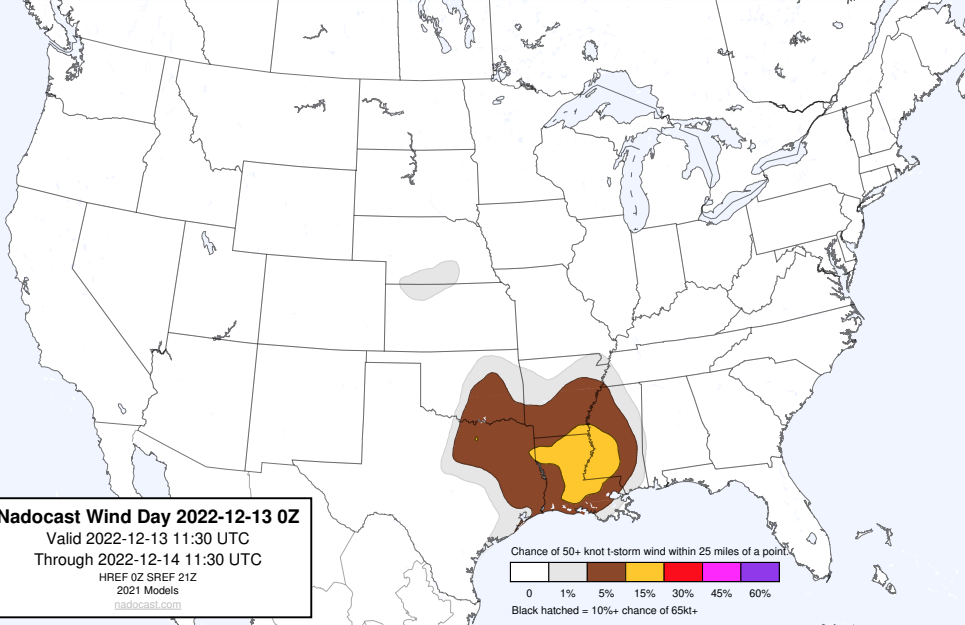 Nadocast Wind Day 2022-12-13 0Z
Valid 2022-12-13 11:30 UTC
Through 2022-12-14 11:30 UTC
HREF 0Z SREF 21Z
2021 Models
nadocast.com
Chance of 50+ knot t-storm wind within 25 miles of a point.
0 1% 5% 15% 30% 45% 60%
Black hatched = 10%+ chance of 65kt+